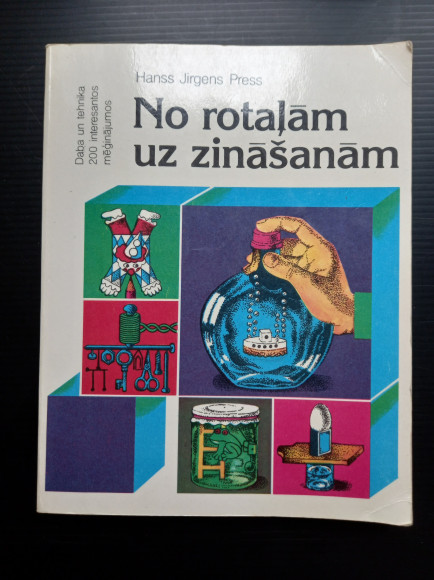 Hanss Jirgens Press
No rotaļām
uz zināšanām
Daba un tehnika
200 interesantos
mēģinājumos
E